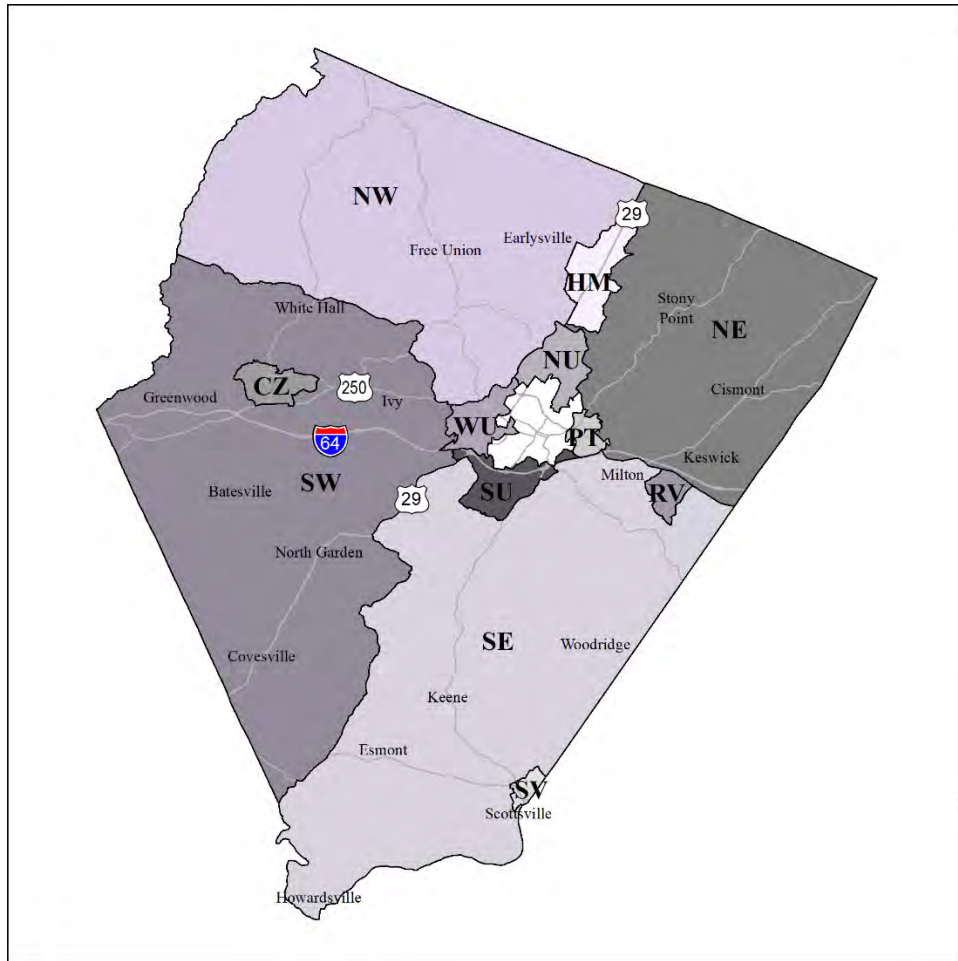 NW
29
Earlysville
Free Union
HM
Stony
Point
White Hall
NE
NU
CZ
250
Greenwood
Ivy
Cismont
WU
PT
64
Keswick
Milton
SW
Batesville
29
SU
RV
North Garden
SE
Woodridge
Covesville
Keene
Esmont
SV
Scottsville
Howardsville